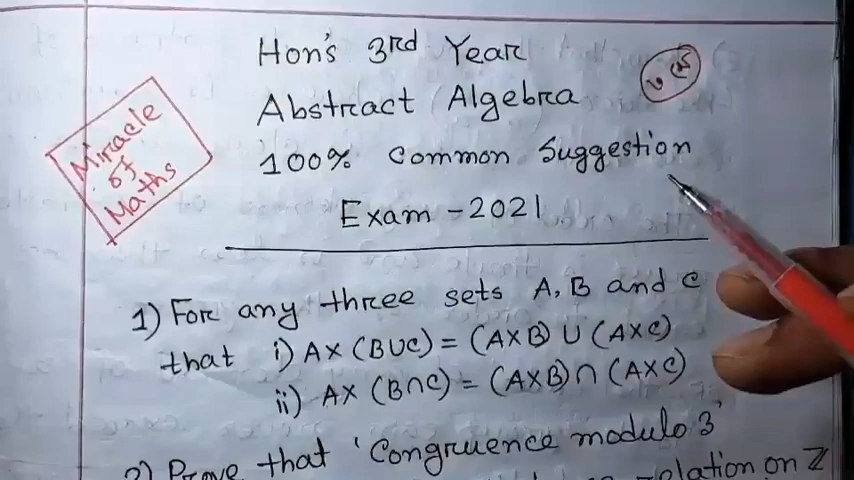 Hon's 3rd Year
Abstract Algebra
100% Common Suggestion
Exam - 2021
Miracle
of
Maths
1) For any three sets A, B and C
that i) A×(B∪C) = (A×B) ∪ (A×C)
ii) A×(B∩C) = (A×B)∩(A×C)
2) Prove that 'Congruence modulo 3'
relation on ℤ